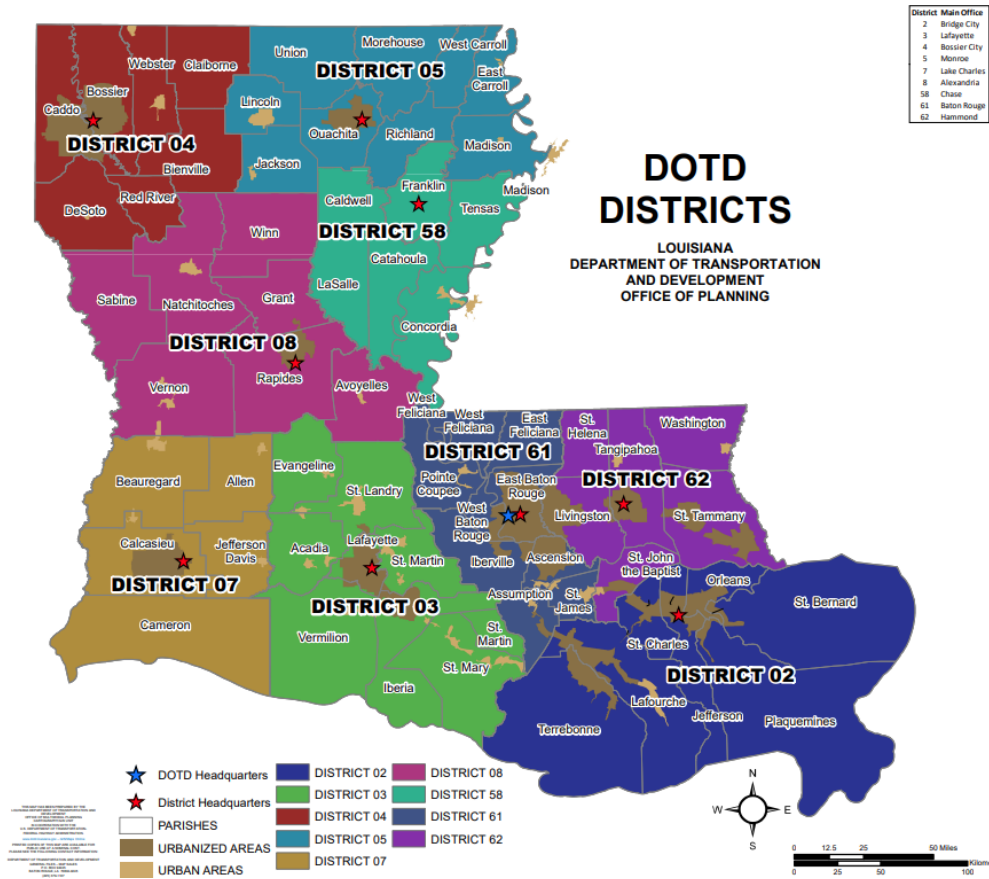 District Main Office
2 Bridge City
3 Lafayette
4 Bossier City
5 Monroe
7 Lake Charles
8 Alexandria
58 Chase
61 Baton Rouge
62 Hammond
DOTD
DISTRICTS
LOUISIANA
DEPARTMENT OF TRANSPORTATION
AND DEVELOPMENT
OFFICE OF PLANNING
Webster
Claiborne
Bossier
Caddo
DISTRICT 04
Bienville
DeSoto
Red River
Union
Morehouse
West Carroll
East
Carroll
DISTRICT 05
Lincoln
Ouachita
Richland
Madison
Jackson
Franklin
Madison
Caldwell
Tensas
DISTRICT 58
Catahoula
LaSalle
Concordia
Winn
Sabine
Natchitoches
Grant
DISTRICT 08
Rapides
Vernon
Avoyelles
West
Feliciana
West
Feliciana
East
Feliciana
DISTRICT 61
Pointe
Coupee
East Baton
Rouge
West
Baton
Rouge
Iberville
Ascension
Assumption
St.
James
St.
Helena
Washington
Tangipahoa
DISTRICT 62
Livingston
St. Tammany
St. John
the Baptist
Beauregard
Allen
Calcasieu
Jefferson
Davis
DISTRICT 07
Cameron
Evangeline
St. Landry
Acadia
Lafayette
St. Martin
DISTRICT 03
Vermilion
St.
Martin
St. Mary
Iberia
Orleans
St. Bernard
St. Charles
DISTRICT 02
Lafourche
Terrebonne
Jefferson
Plaquemines
DOTD Headquarters
District Headquarters
PARISHES
URBANIZED AREAS
URBAN AREAS
DISTRICT 02
DISTRICT 03
DISTRICT 04
DISTRICT 05
DISTRICT 07
DISTRICT 08
DISTRICT 58
DISTRICT 61
DISTRICT 62
N
W
E
S
0 12.5 25 50 Miles
Kilome
0 25 50 100